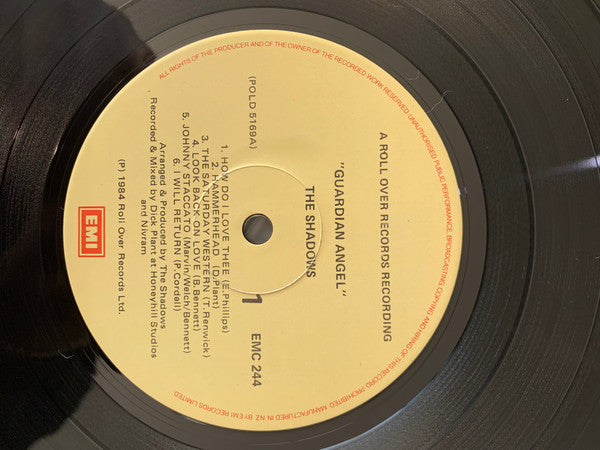 ALL RIGHTS OF THE PRODUCER AND OF THE OWNER OF THE RECORDED WORK RESERVED. UNAUTHORISED PUBLIC PERFORMANCE, BROADCASTING, COPYING AND HIRING OF THIS RECORD PROHIBITED. MANUFACTURED IN NZ. BY EMI RECORDS LIMITED
A ROLL OVER RECORDS RECORDING
"GUARDIAN ANGEL"
THE SHADOWS
(POLD 5169A)
1
EMC 244
1. HOW DO I LOVE THEE (E.Phillips)
2. HAMMERHEAD (D.Plant)
3. THE SATURDAY WESTERN (T. Renwick)
4. LOOK BACK ON LOVE (B. Bennett)
5. JOHNNY STACCATO (Marvin/Welch/Bennett)
6. I WILL RETURN (P.Cordell)
Arranged & Produced by The Shadows
Recorded & Mixed by Dick Plant at Honeyhill Studios
and Nivram
(P) 1984 Roll Over Records Ltd.
EMI